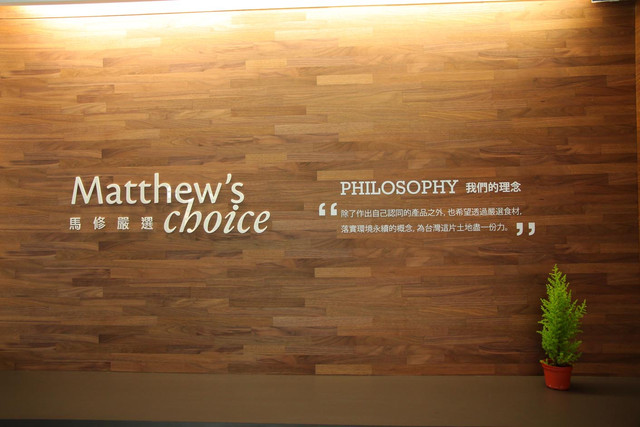 Matthew's
馬修嚴選 choice
PHILOSOPHY 我們的理念
“ 除了作出自己認同的產品之外, 也希望透過嚴選食材,
落實環境永續的概念, 為台灣這片土地盡一份力。 ”